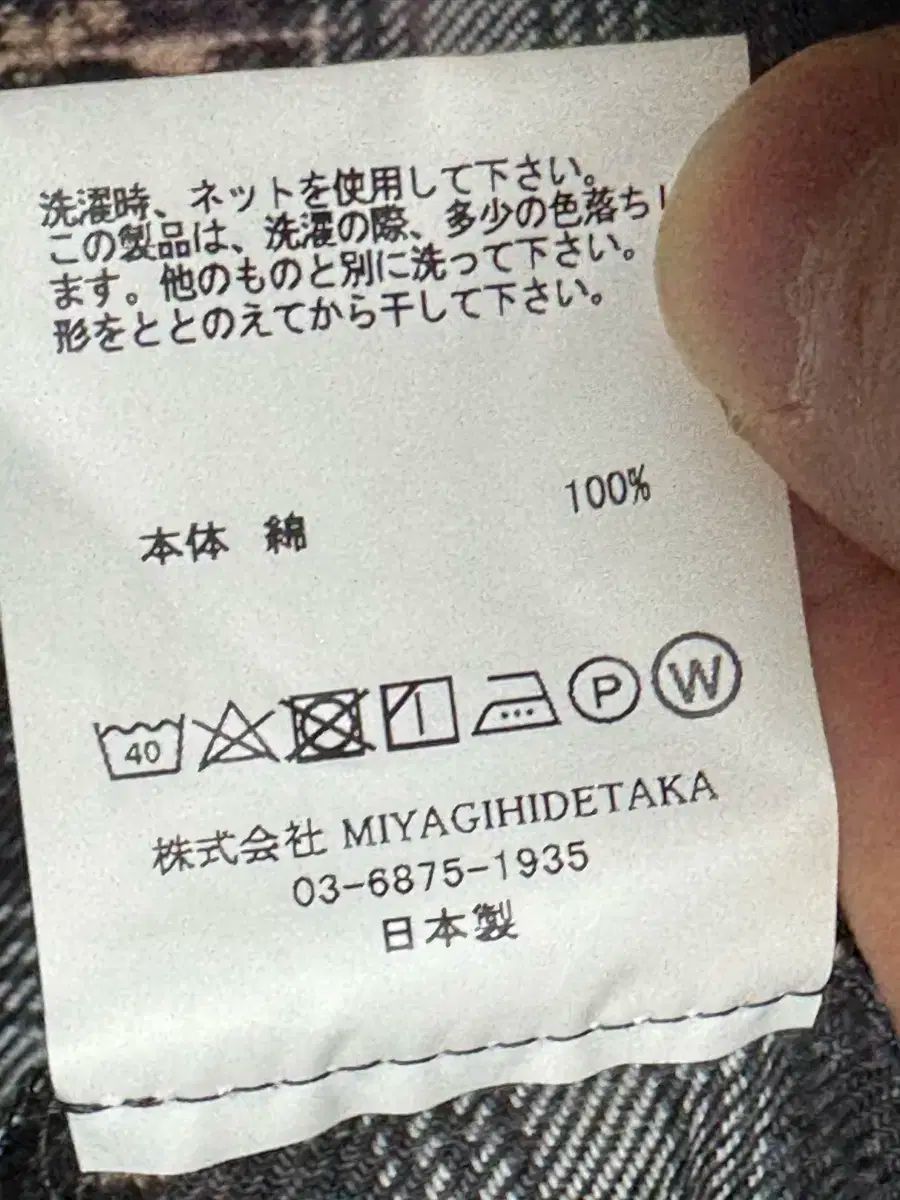 洗濯時、ネットを使用して下さい。
この製品は、洗濯の際、多少の色落ちし
ます。他のものと別に洗って下さい。
形をととのえてから干して下さい。
本体 綿 100%
40 P W
株式会社 MIYAGIHIDETAKA
03-6875-1935
日本製